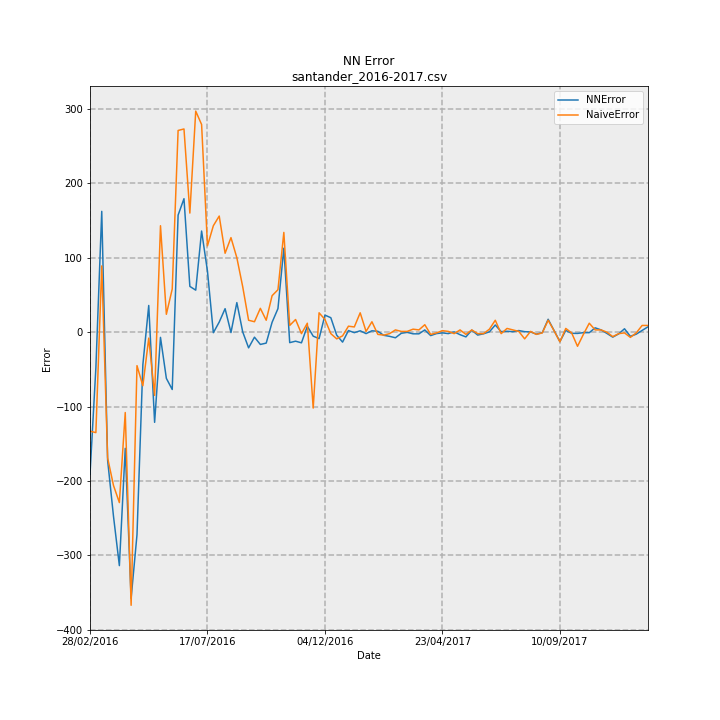 NN Error
santander_2016-2017.csv
NNError
NaiveError
300
200
100
0
−100
−200
−300
−400
Error
28/02/2016
17/07/2016
04/12/2016
23/04/2017
10/09/2017
Date